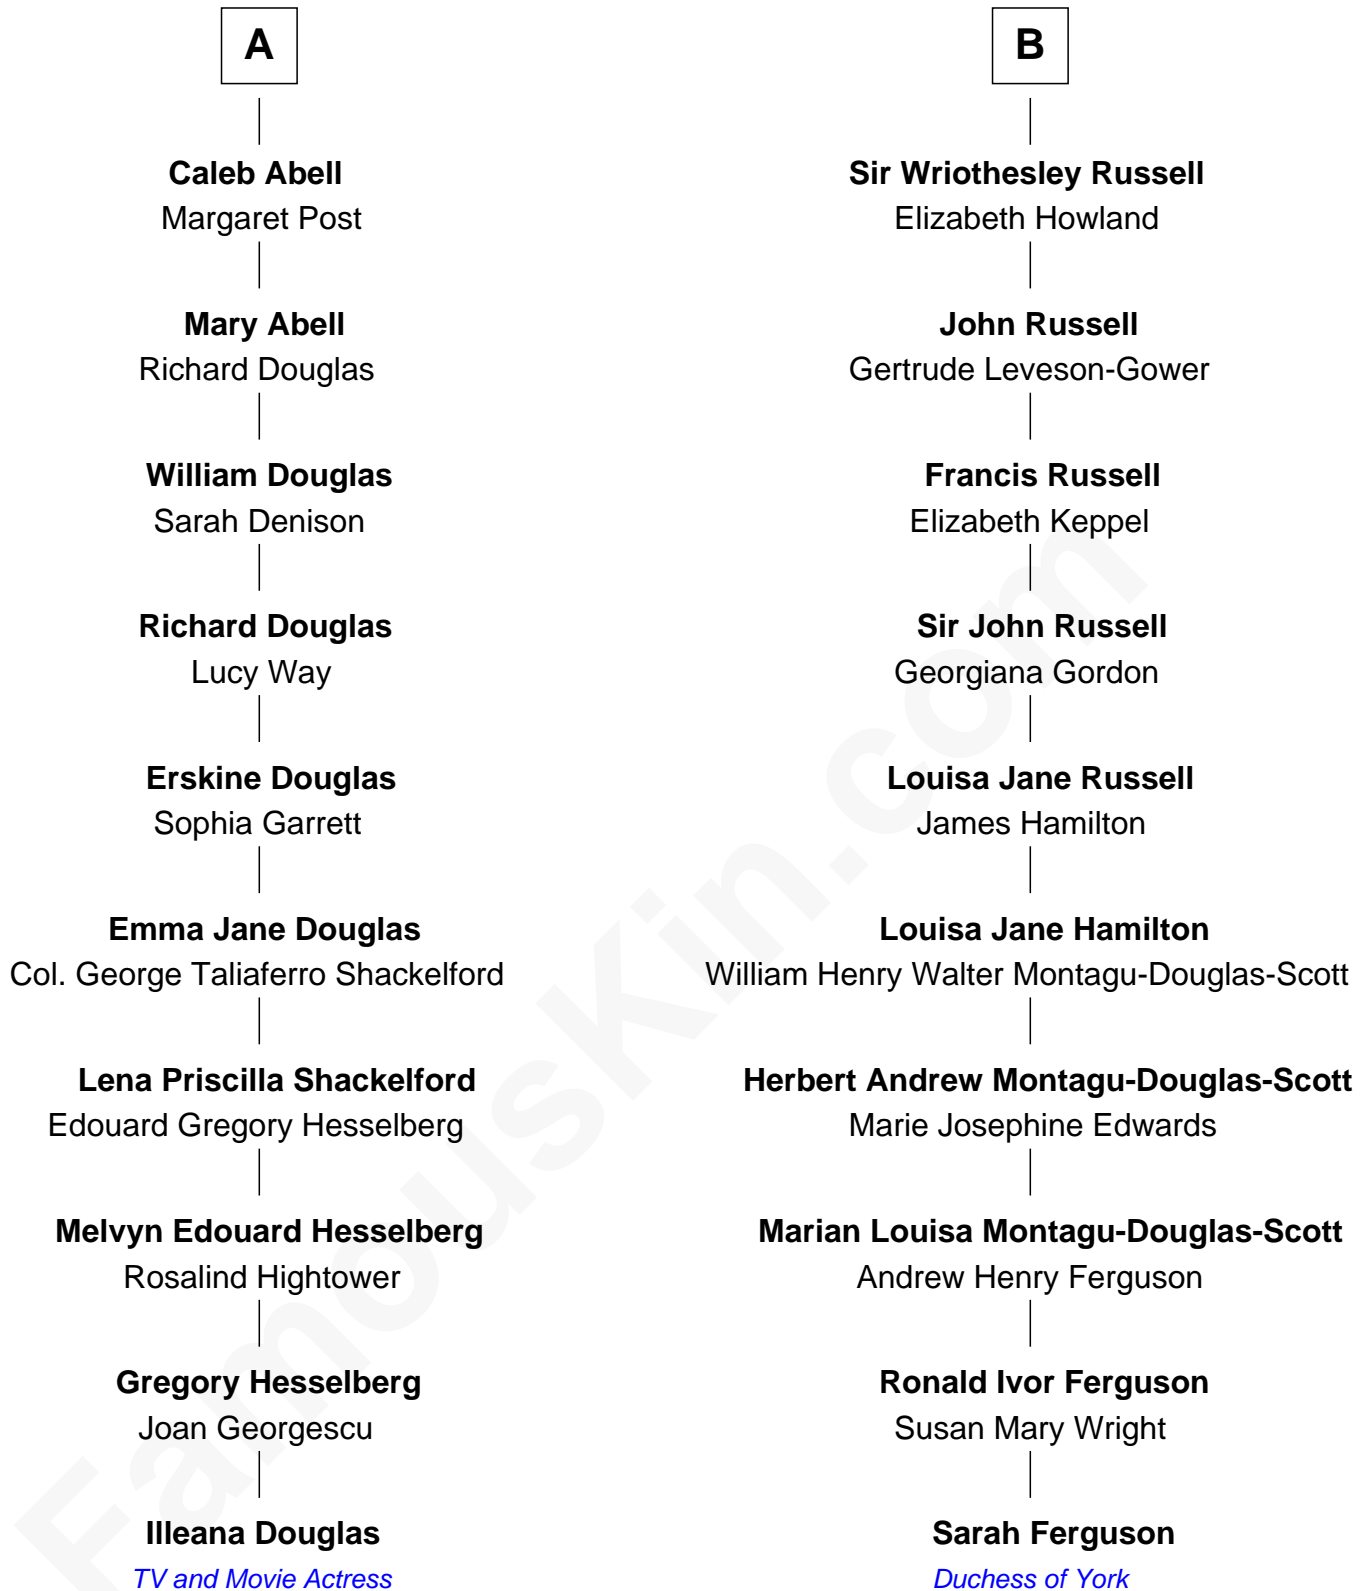 A
Caleb Abell
Margaret Post
Mary Abell
Richard Douglas
William Douglas
Sarah Denison
Richard Douglas
Lucy Way
Erskine Douglas
Sophia Garrett
Emma Jane Douglas
Col. George Taliaferro Shackelford
Lena Priscilla Shackelford
Edouard Gregory Hesselberg
Melvyn Edouard Hesselberg
Rosalind Hightower
Gregory Hesselberg
Joan Georgescu
Illeana Douglas
TV and Movie Actress
B
Sir Wriothesley Russell
Elizabeth Howland
John Russell
Gertrude Leveson-Gower
Francis Russell
Elizabeth Keppel
Sir John Russell
Georgiana Gordon
Louisa Jane Russell
James Hamilton
Louisa Jane Hamilton
William Henry Walter Montagu-Douglas-Scott
Herbert Andrew Montagu-Douglas-Scott
Marie Josephine Edwards
Marian Louisa Montagu-Douglas-Scott
Andrew Henry Ferguson
Ronald Ivor Ferguson
Susan Mary Wright
Sarah Ferguson
Duchess of York
FamousKin.com